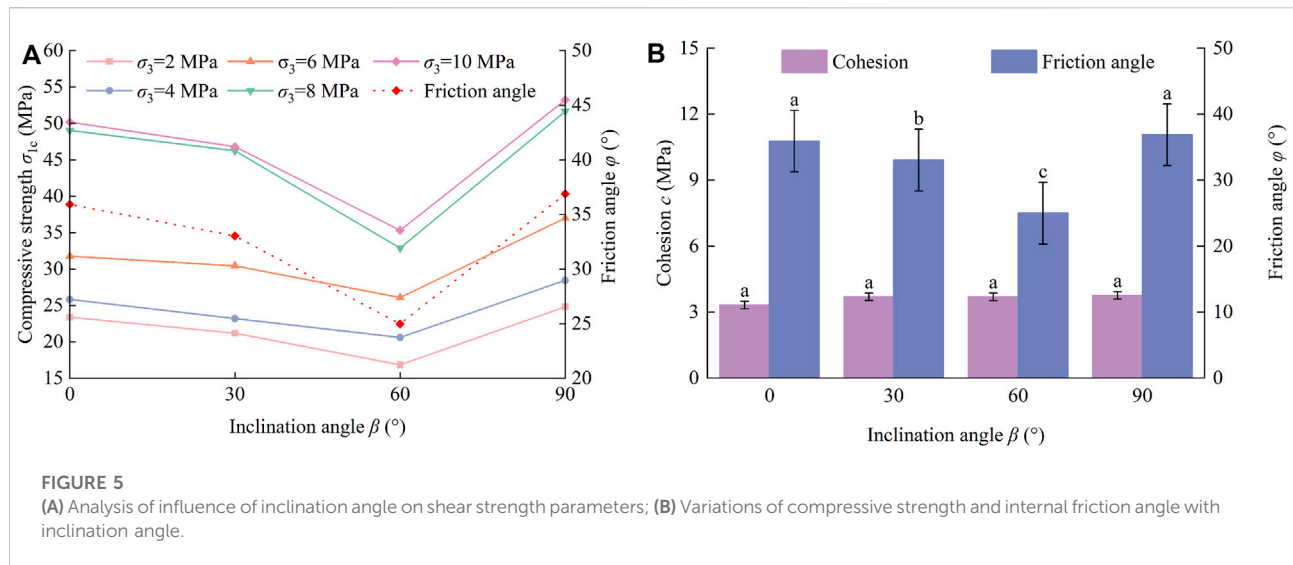 A
σ₃=2 MPa
σ₃=6 MPa
σ₃=10 MPa
σ₃=4 MPa
σ₃=8 MPa
Friction angle
Compressive strength σ₁c (MPa)
60
55
50
45
40
35
30
25
20
15
50
45
40
35
30
25
20
Friction angle φ (°)
0
30
60
90
Inclination angle β (°)
B
Cohesion
Friction angle
Cohesion c (MPa)
15
12
9
6
3
0
a
a
a
b
a
c
a
a
50
40
30
20
10
0
Friction angle φ (°)
0
30
60
90
Inclination angle β (°)
FIGURE 5
(A) Analysis of influence of inclination angle on shear strength parameters; (B) Variations of compressive strength and internal friction angle with
inclination angle.